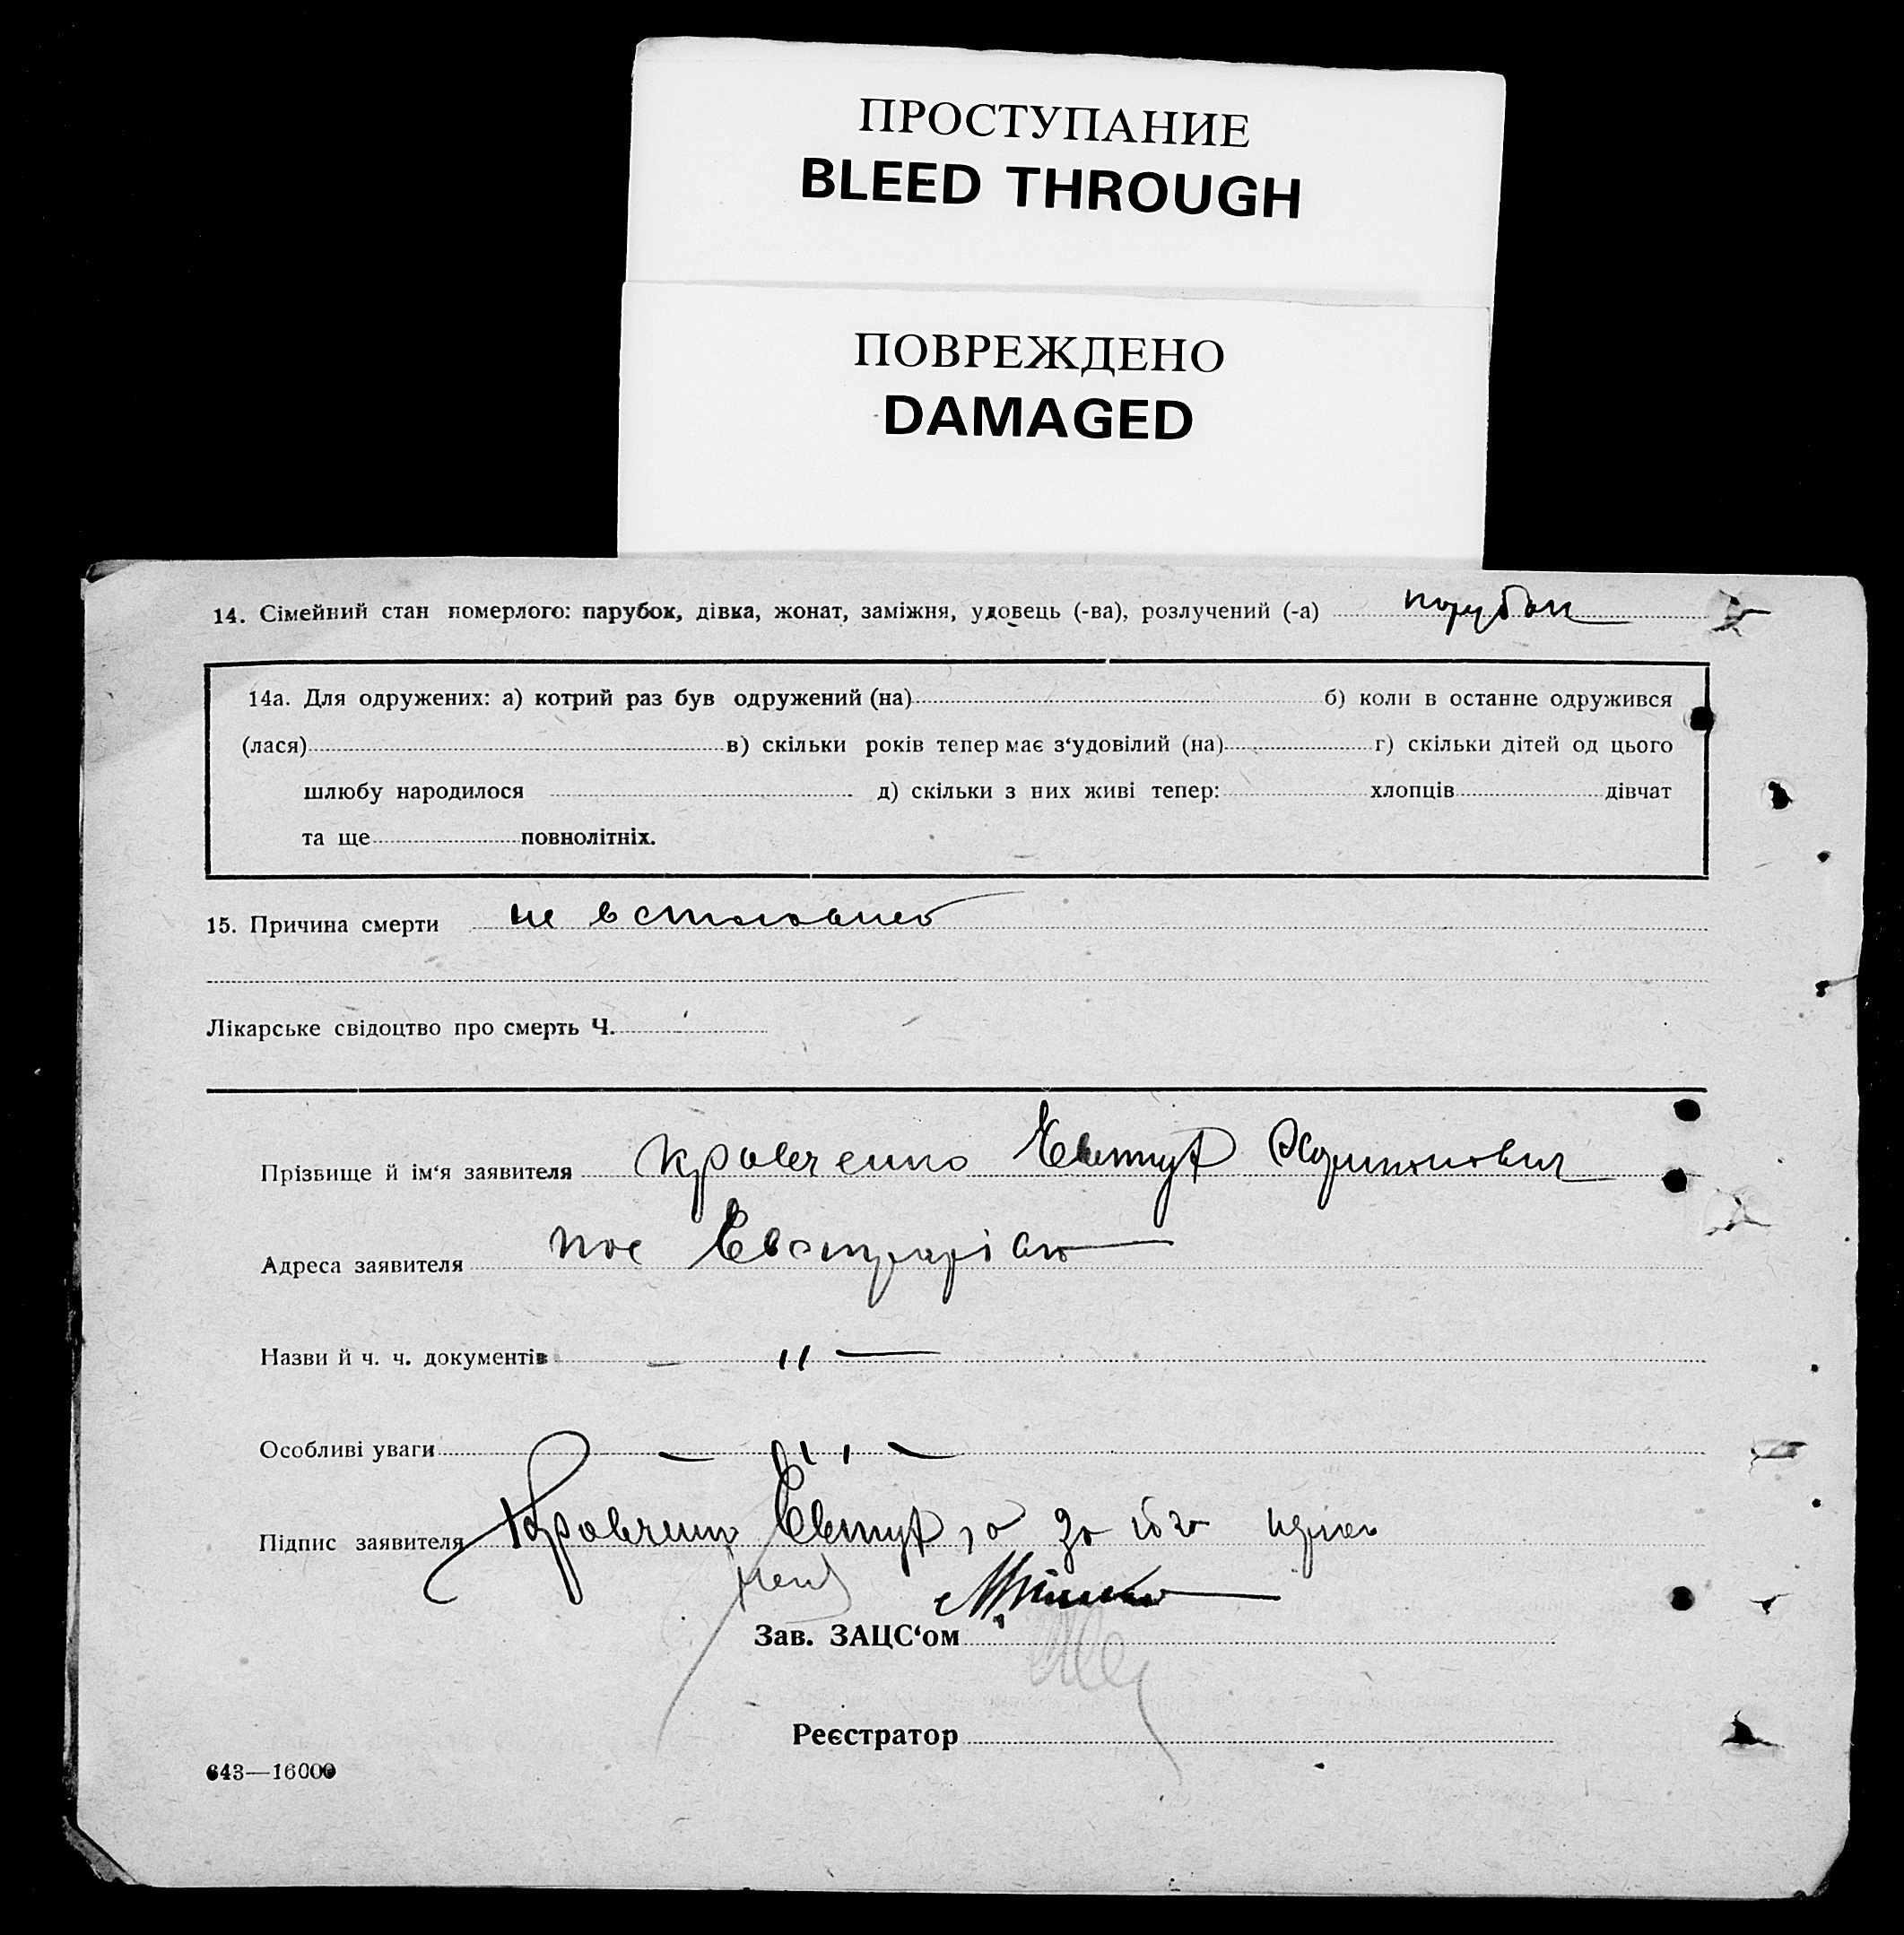 ПРОСТУПАНИЕ
BLEED THROUGH
ПОВРЕЖДЕНО
DAMAGED
14. Сімейний стан померлого: парубок, дівка, жонат, заміжня, удовець (-ва), розлучений (-а) парубок
14а. Для одружених: а) котрий раз був одружений (на) б) коли в останне одружився
(лася) в) скільки років тепер має з‘удовілий (на) г) скільки дітей од цього
шлюбу народилося д) скільки з них живі тепер: хлопців дівчат
та ще повнолітніх.
15. Причина смерти не
Лікарське свідоцтво про смерть Ч.
Прізвище й ім‘я заявителя Кравченко Евтух
Адреса заявителя пос
Назви й ч. ч. документів — ,, —
Особливі уваги —
Підпис заявителя Кравченко Евтух
Зав. ЗАЦС‘ом
Реєстратор
643—16000